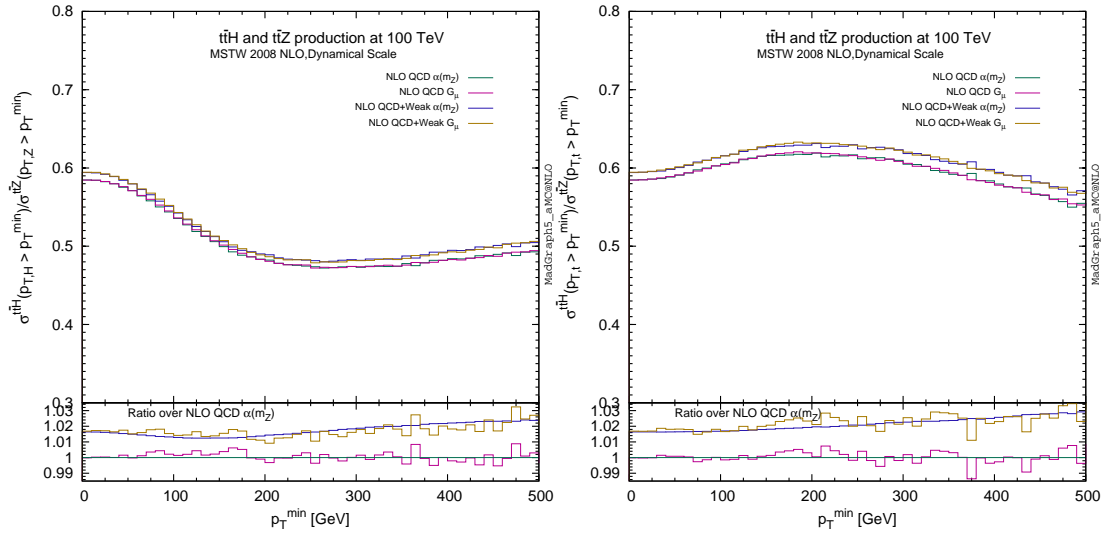 tt̄H and tt̄Z production at 100 TeV
MSTW 2008 NLO,Dynamical Scale
NLO QCD α(m_Z)
NLO QCD G_μ
NLO QCD+Weak α(m_Z)
NLO QCD+Weak G_μ
σ^{tt̄H}(p_{T,H} > p_T^{min})/σ^{tt̄Z}(p_{T,Z} > p_T^{min})
0.8
0.7
0.6
0.5
0.4
MadGraph5_aMC@NLO
Ratio over NLO QCD α(m_Z)
1.03
1.02
1.01
1
0.99
0 100 200 300 400 500
p_T^{min} [GeV]
tt̄H and tt̄Z production at 100 TeV
MSTW 2008 NLO,Dynamical Scale
NLO QCD α(m_Z)
NLO QCD G_μ
NLO QCD+Weak α(m_Z)
NLO QCD+Weak G_μ
σ^{tt̄H}(p_{T,t} > p_T^{min})/σ^{tt̄Z}(p_{T,t} > p_T^{min})
0.8
0.7
0.6
0.5
0.4
MadGraph5_aMC@NLO
Ratio over NLO QCD α(m_Z)
1.03
1.02
1.01
1
0.99
0 100 200 300 400 500
p_T^{min} [GeV]